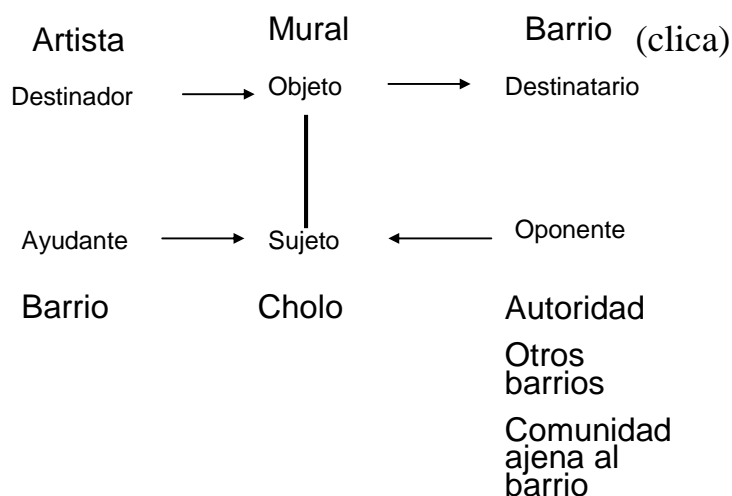 Artista Mural Barrio (clica)
Destinador Objeto Destinatario
Ayudante Sujeto Oponente
Barrio Cholo Autoridad
Otros
barrios
Comunidad
ajena al
barrio